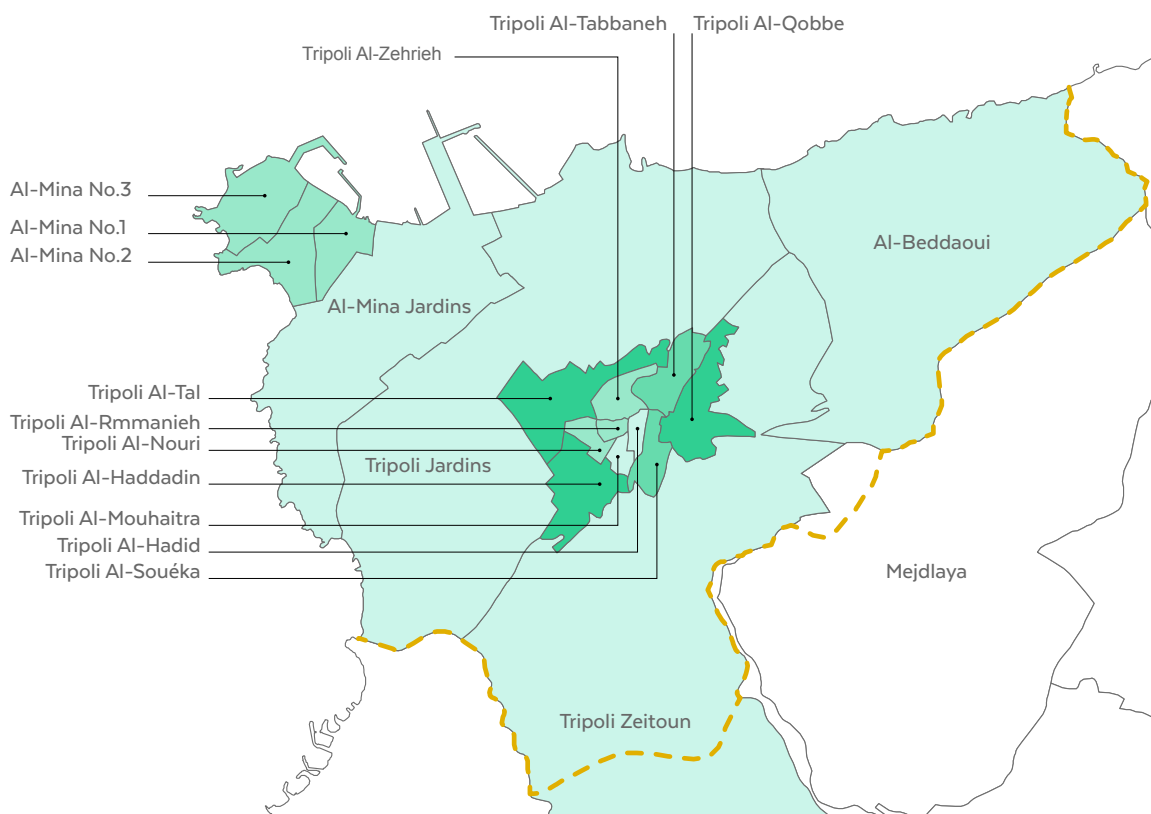 Tripoli Al-Tabbaneh
Tripoli Al-Qobbe
Tripoli Al-Zehrieh
Al-Mina No.3
Al-Mina No.1
Al-Mina No.2
Al-Beddaoui
Al-Mina Jardins
Tripoli Al-Tal
Tripoli Al-Rmmanieh
Tripoli Al-Nouri
Tripoli Jardins
Tripoli Al-Haddadin
Tripoli Al-Mouhaitra
Tripoli Al-Hadid
Tripoli Al-Souéka
Mejdlaya
Tripoli Zeitoun